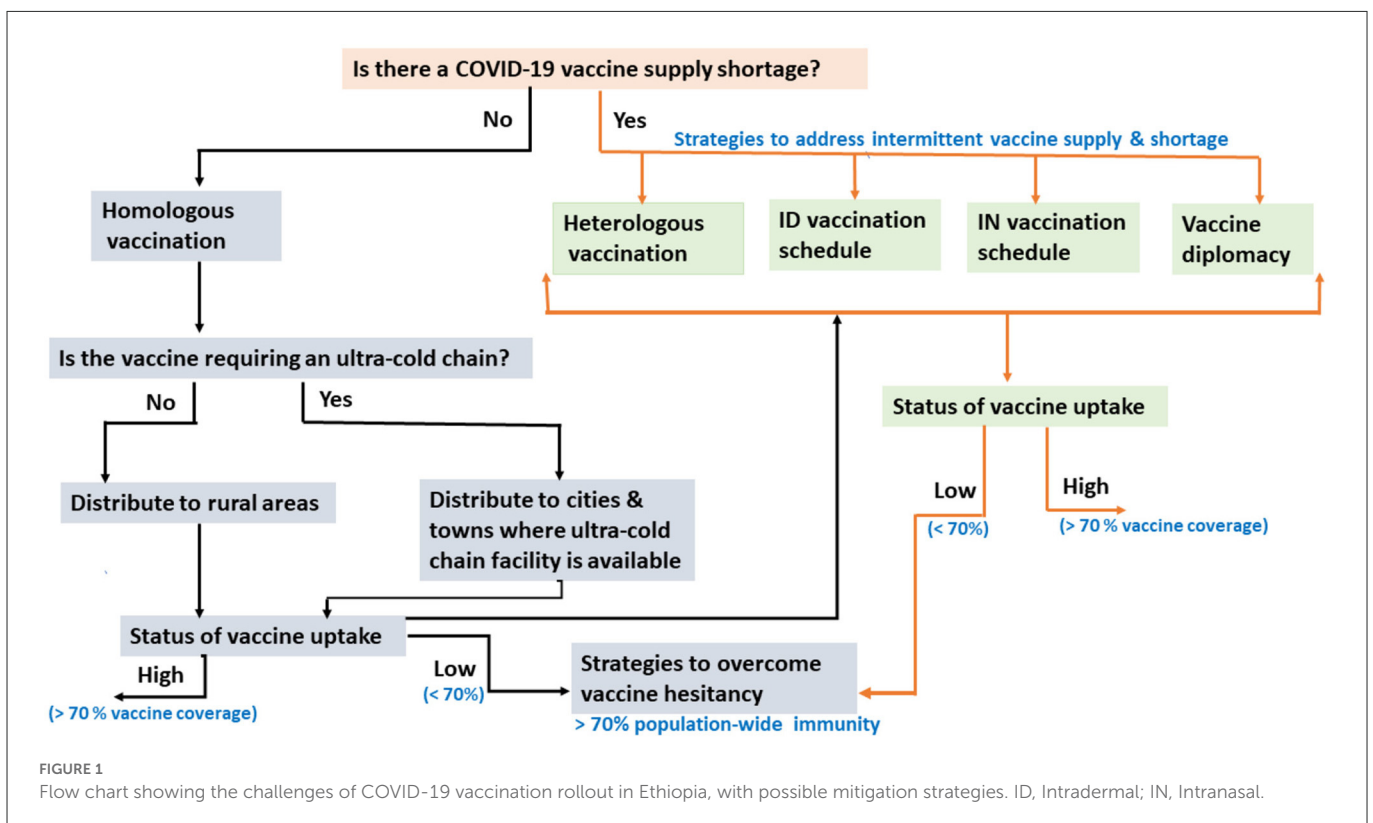 Is there a COVID-19 vaccine supply shortage?
No
Yes
Strategies to address intermittent vaccine supply & shortage
Homologous
vaccination
Heterologous
vaccination
ID vaccination
schedule
IN vaccination
schedule
Vaccine
diplomacy
Is the vaccine requiring an ultra-cold chain?
No
Yes
Status of vaccine uptake
Distribute to rural areas
Distribute to cities &
towns where ultra-cold
chain facility is available
Low
(< 70%)
High
(> 70 % vaccine coverage)
Status of vaccine uptake
High
(> 70 % vaccine coverage)
Low
(< 70%)
Strategies to overcome
vaccine hesitancy
> 70% population-wide immunity
FIGURE 1
Flow chart showing the challenges of COVID-19 vaccination rollout in Ethiopia, with possible mitigation strategies. ID, Intradermal; IN, Intranasal.